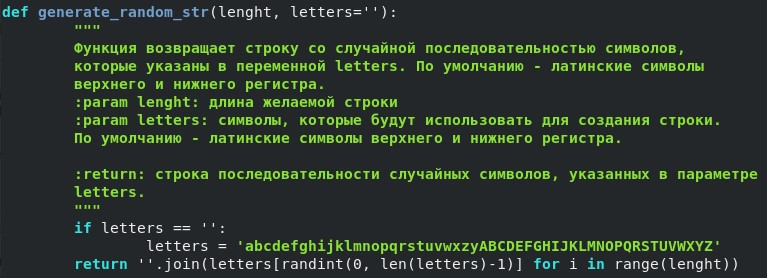 def generate_random_str(lenght, letters=''):
"""
Функция возвращает строку со случайной последовательностью символов,
которые указаны в переменной letters. По умолчанию - латинские символы
верхнего и нижнего регистра.
:param lenght: длина желаемой строки
:param letters: символы, которые будут использовать для создания строки.
По умолчанию - латинские символы верхнего и нижнего регистра.
:return: строка последовательности случайных символов, указанных в параметре
letters.
"""
if letters == '':
letters = 'abcdefghijklmnopqrstuvwxzyABCDEFGHIJKLMNOPQRSTUVWXYZ'
return ''.join(letters[randint(0, len(letters)-1)] for i in range(lenght))